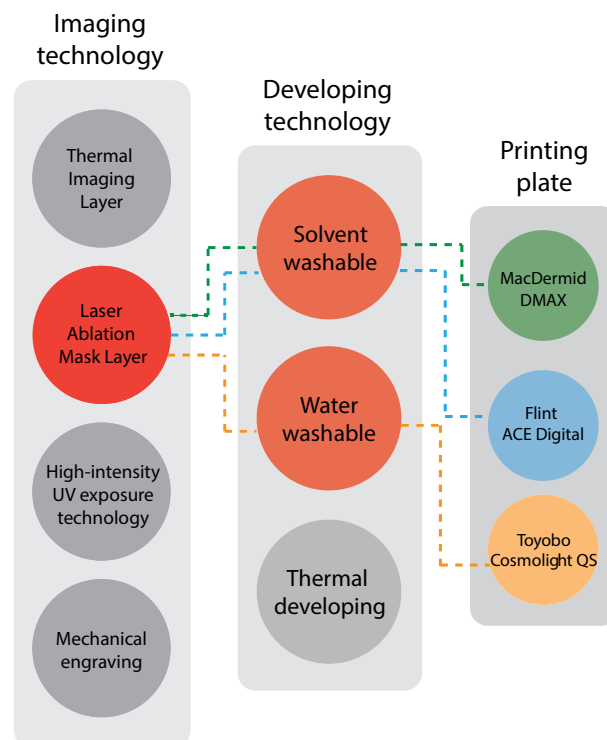 Imaging
technology
Thermal
Imaging
Layer
Laser
Ablation
Mask Layer
High-intensity
UV exposure
technology
Mechanical
engraving
Developing
technology
Solvent
washable
Water
washable
Thermal
developing
Printing
plate
MacDermid
DMAX
Flint
ACE Digital
Toyobo
Cosmolight QS